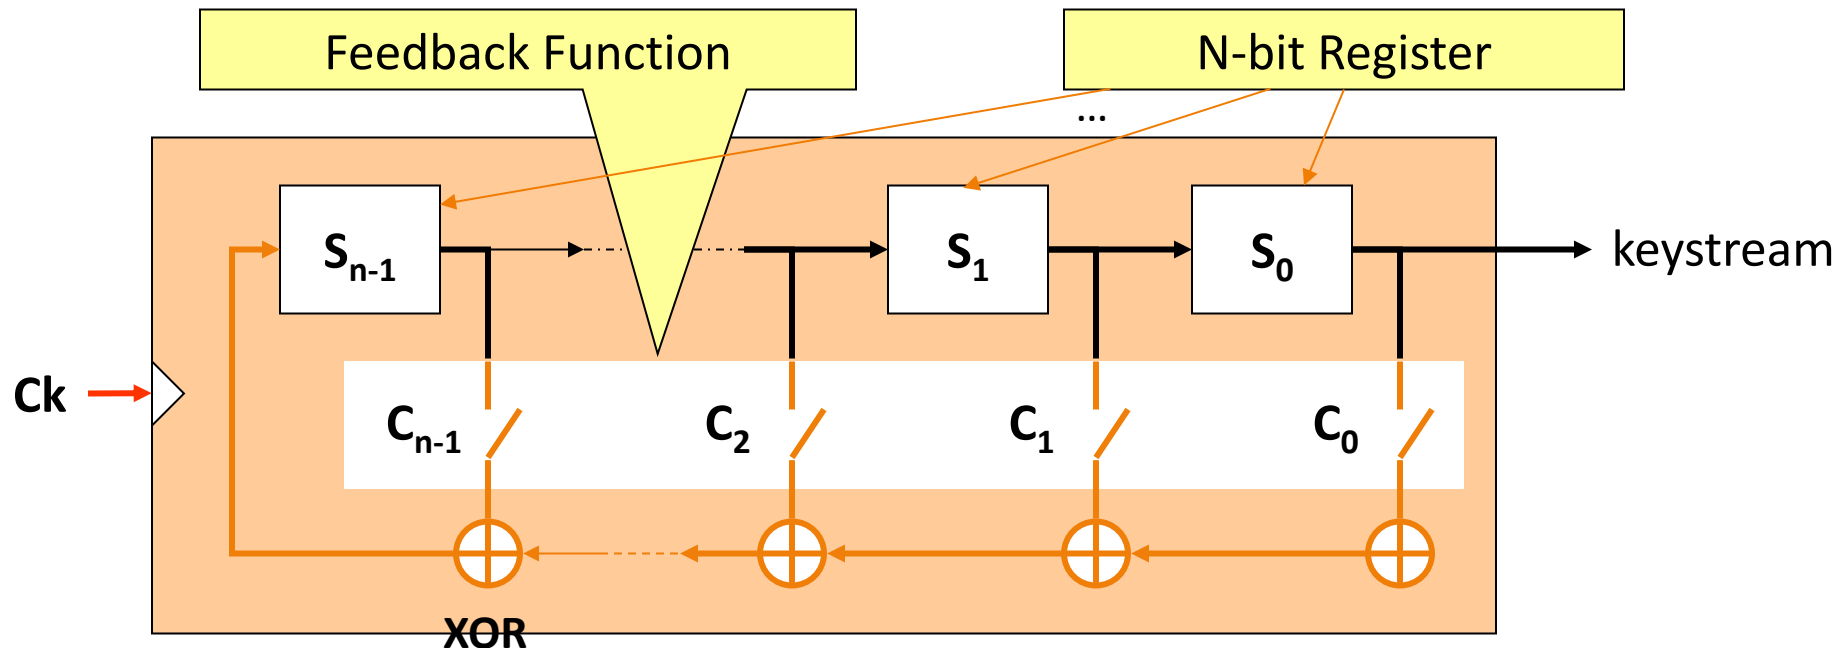 Feedback Function
N-bit Register
...
Sn-1
S1
S0
keystream
Ck
Cn-1
C2
C1
C0
XOR